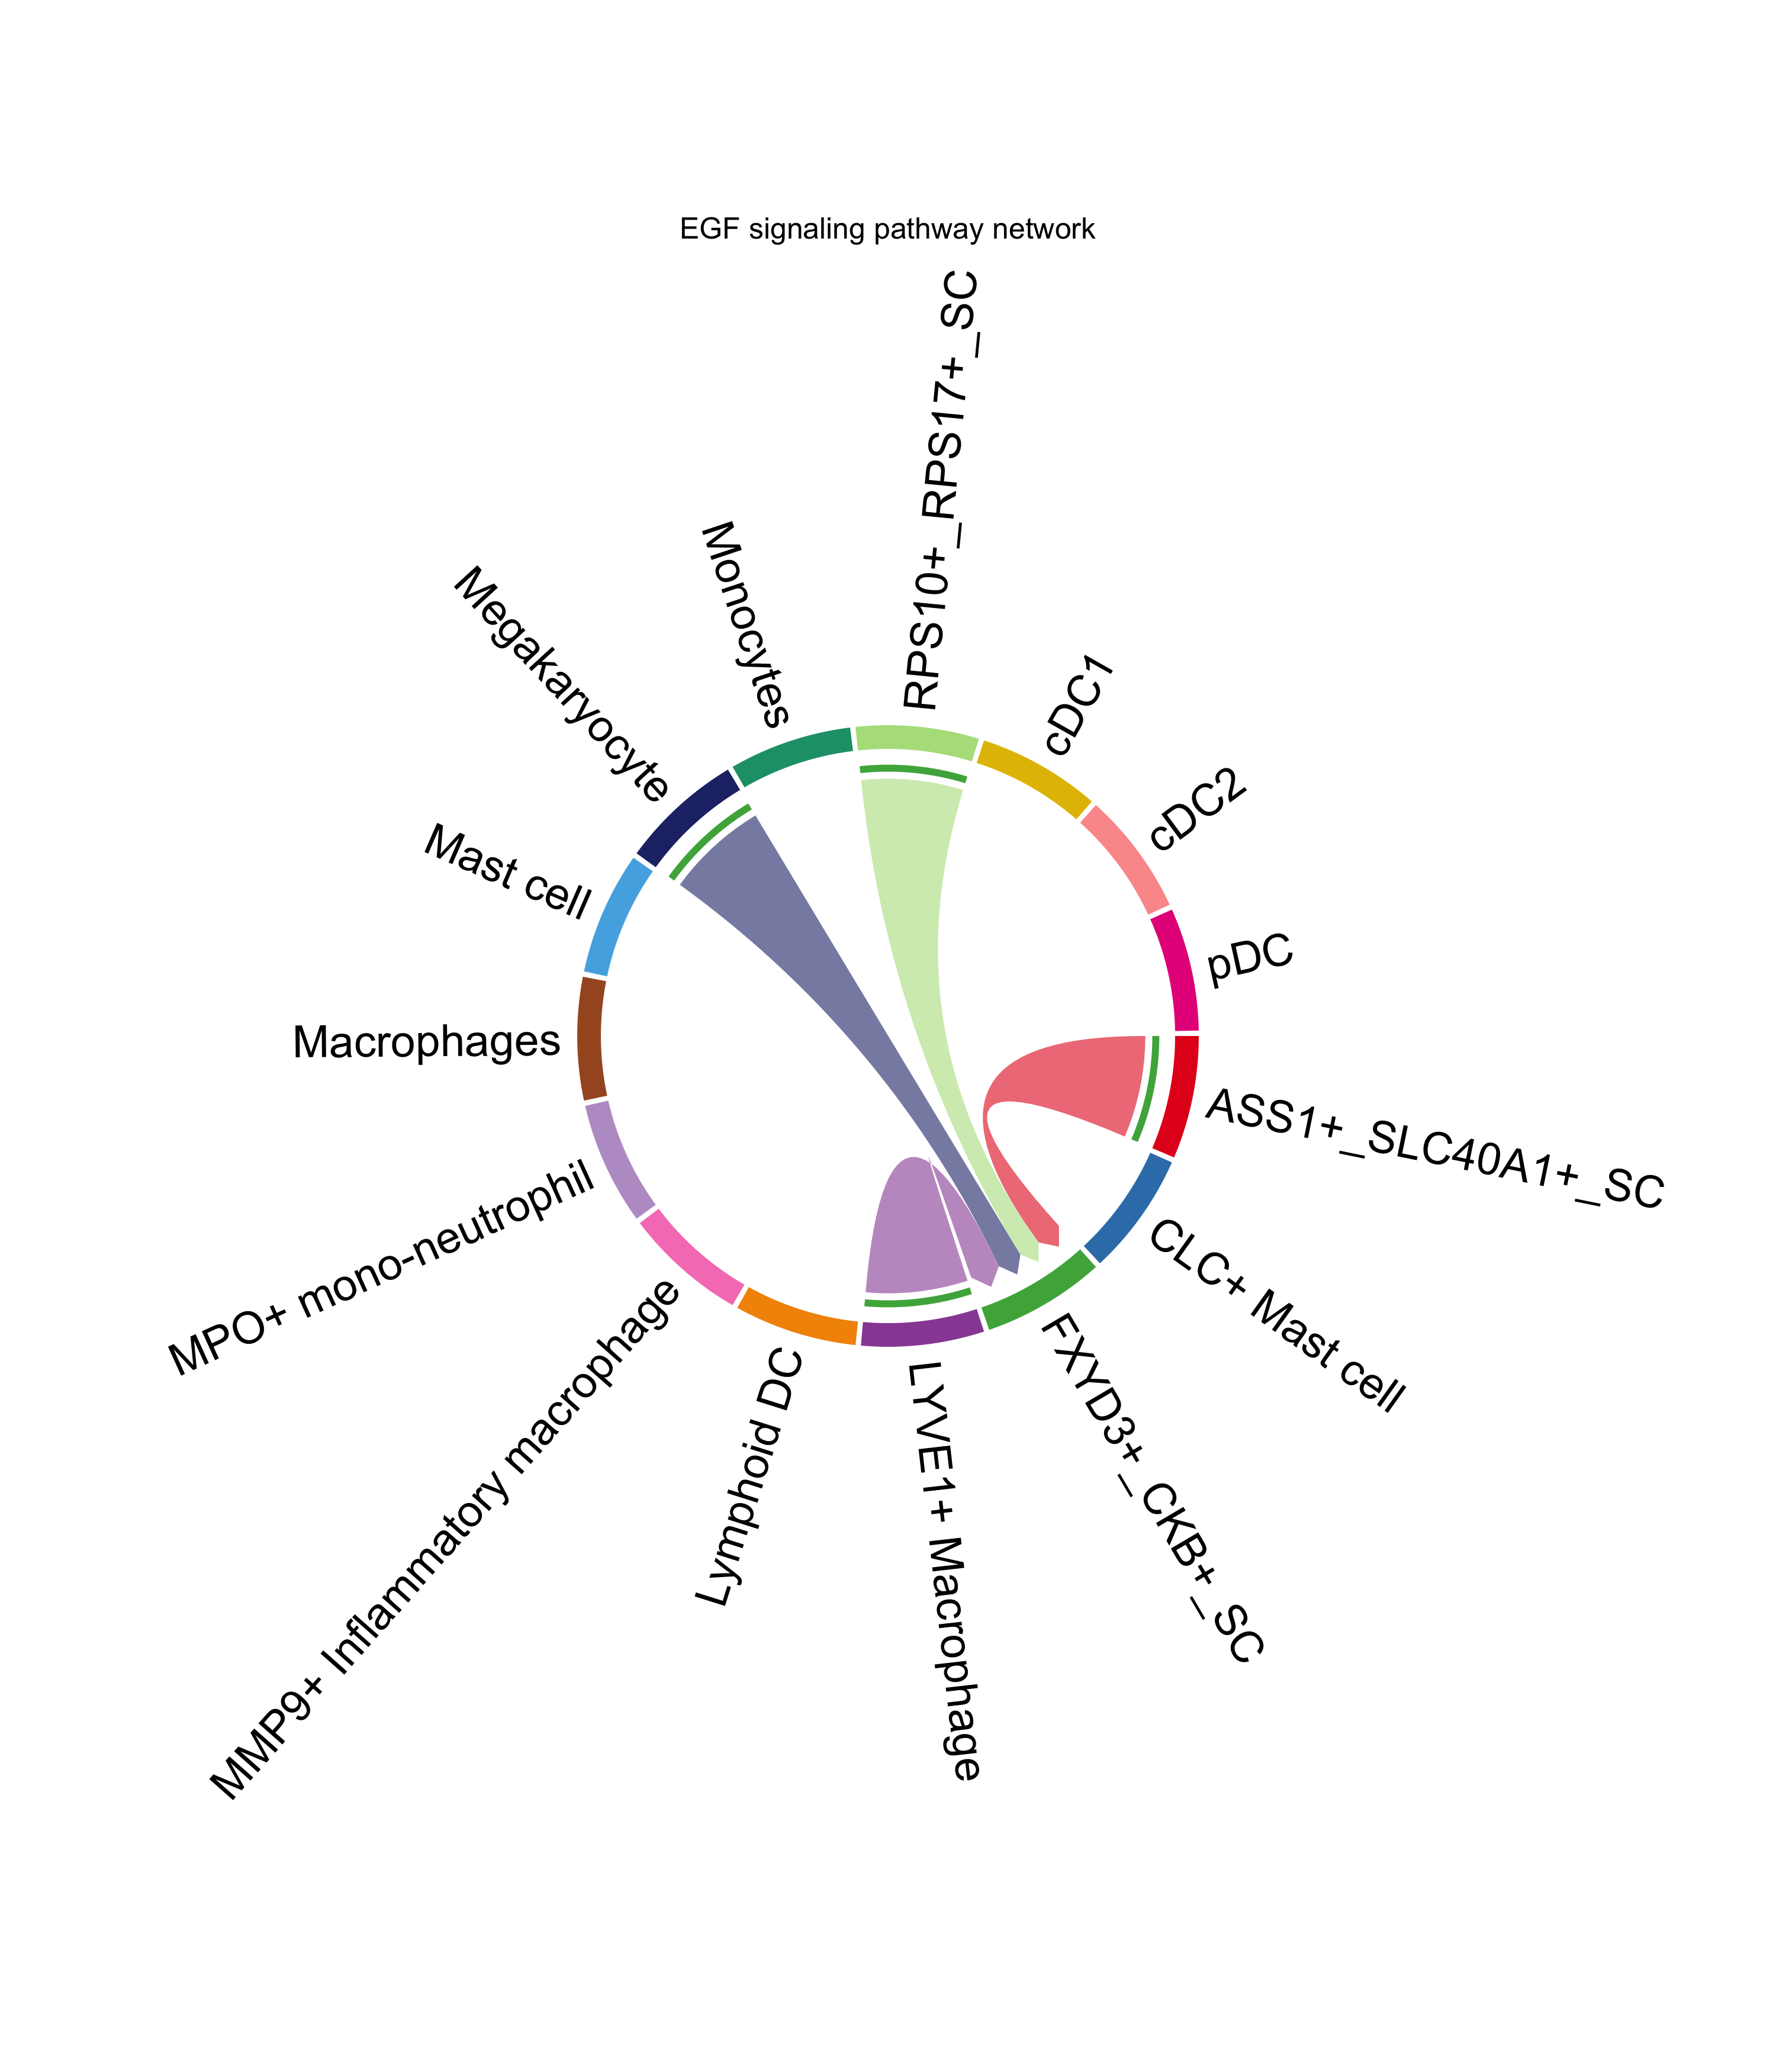 EGF signaling pathway network
RPS10+_RPS17+_SC
cDC1
cDC2
pDC
ASS1+_SLC40A1+_SC
CLC+ Mast cell
FXYD3+_CKB+_SC
LYVE1+ Macrophage
Lymphoid DC
MMP9+ Inflammatory macrophage
MPO+ mono-neutrophil
Macrophages
Mast cell
Megakaryocyte
Monocytes